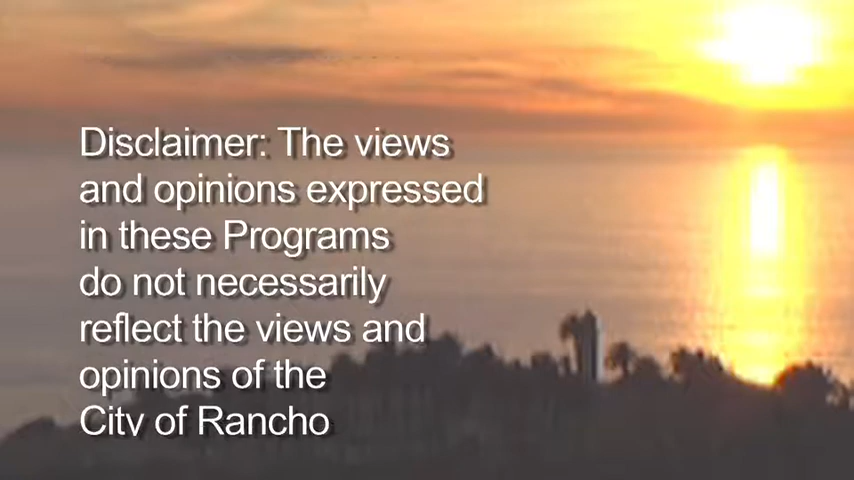 Disclaimer: The views
and opinions expressed
in these Programs
do not necessarily
reflect the views and
opinions of the
City of Rancho